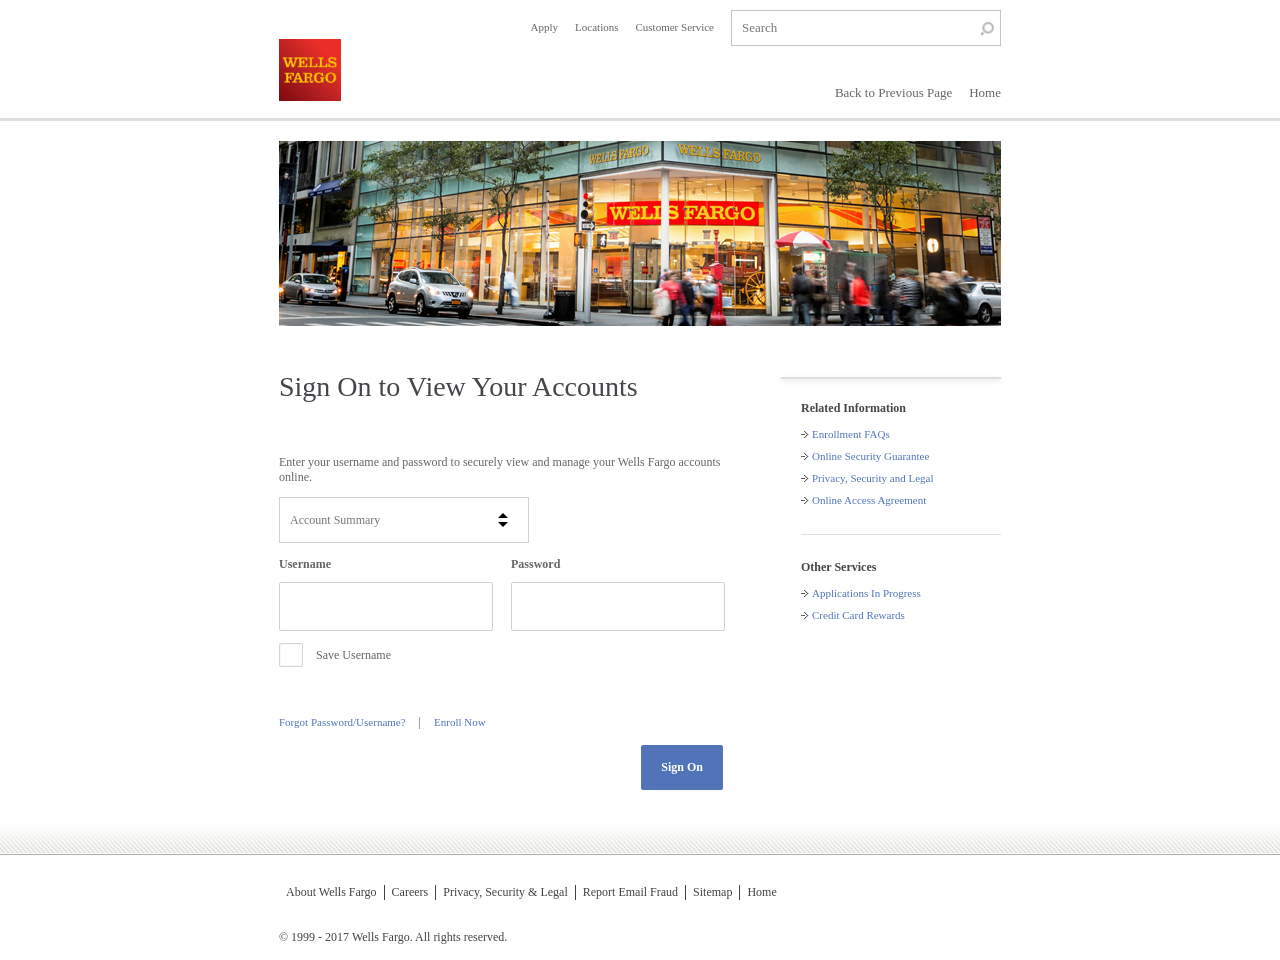 Apply Locations Customer Service Search
WELLS
FARGO
Back to Previous Page Home
WELLS FARGO WELLS FARGO
WELLS FARGO
Sign On to View Your Accounts
Enter your username and password to securely view and manage your Wells Fargo accounts
online.
Account Summary
Username Password
Save Username
Forgot Password/Username? Enroll Now
Sign On
Related Information
Enrollment FAQs
Online Security Guarantee
Privacy, Security and Legal
Online Access Agreement
Other Services
Applications In Progress
Credit Card Rewards
About Wells Fargo Careers Privacy, Security & Legal Report Email Fraud Sitemap Home
© 1999 - 2017 Wells Fargo. All rights reserved.